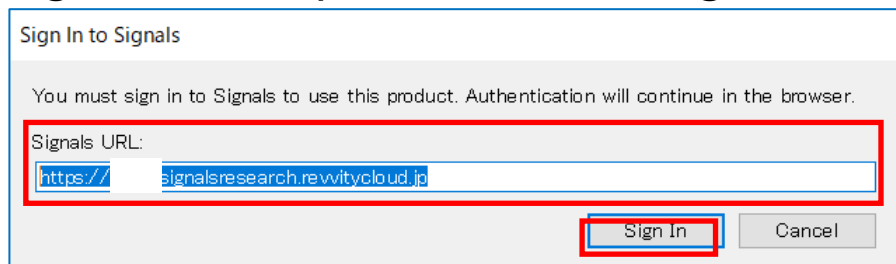 Sign In to Signals
You must sign in to Signals to use this product. Authentication will continue in the browser.
Signals URL:
https:// signalsresearch.revvitycloud.jp
Sign In
Cancel